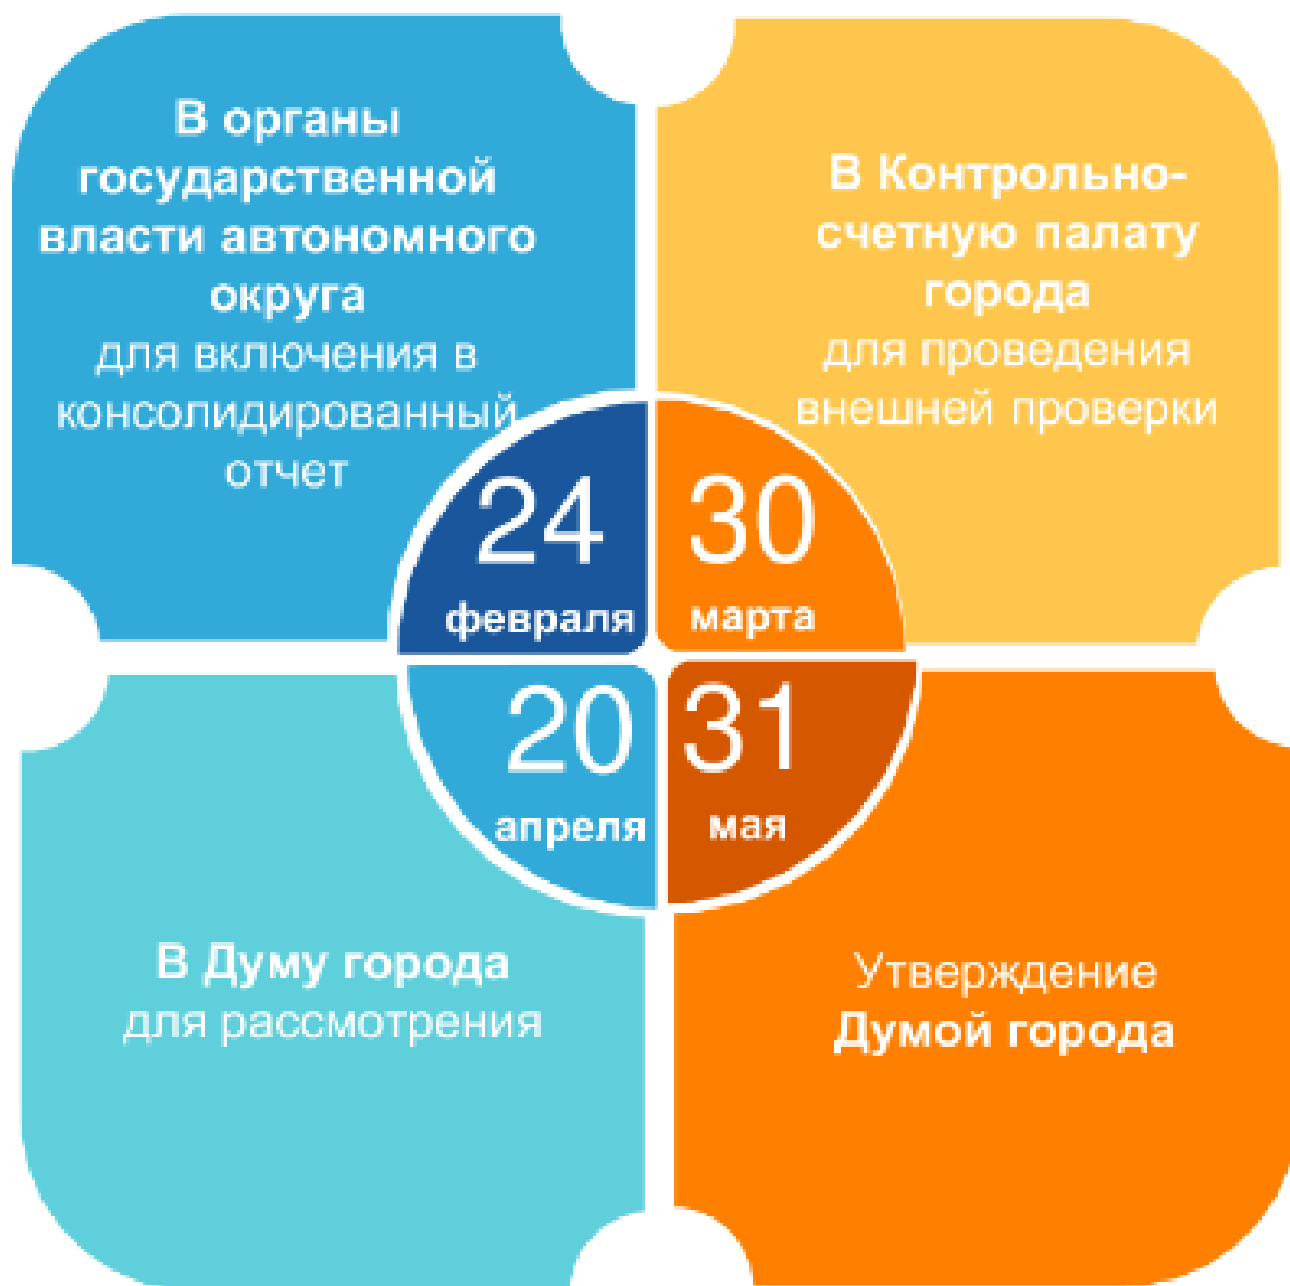 В органы
государственной
власти автономного
округа
для включения в
консолидированный
отчет
24
февраля
В Контрольно-
счетную палату
города
для проведения
внешней проверки
30
марта
20
апреля
В Думу города
для рассмотрения
31
мая
Утверждение
Думой города